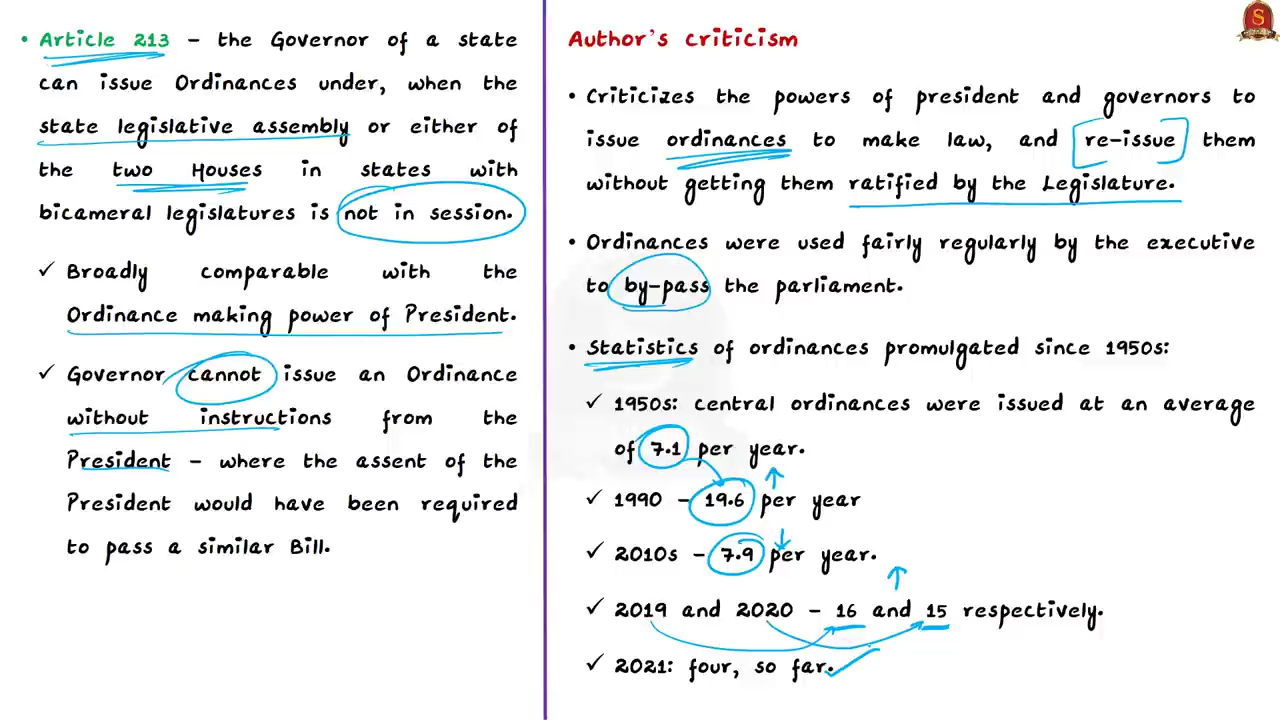 • Article 213 – the Governor of a state
can issue Ordinances under, when the
state legislative assembly or either of
the two Houses in states with
bicameral legislatures is not in session.
✓ Broadly comparable with the
Ordinance making power of President.
✓ Governor cannot issue an Ordinance
without instructions from the
President – where the assent of the
President would have been required
to pass a similar Bill.
Author's criticism
• Criticizes the powers of president and governors to
issue ordinances to make law, and re-issue them
without getting them ratified by the Legislature.
• Ordinances were used fairly regularly by the executive
to by-pass the parliament.
• Statistics of ordinances promulgated since 1950s:
✓ 1950s: central ordinances were issued at an average
of 7.1 per year.
✓ 1990 – 19.6 per year
✓ 2010s – 7.9 per year.
✓ 2019 and 2020 – 16 and 15 respectively.
✓ 2021: four, so far.
S